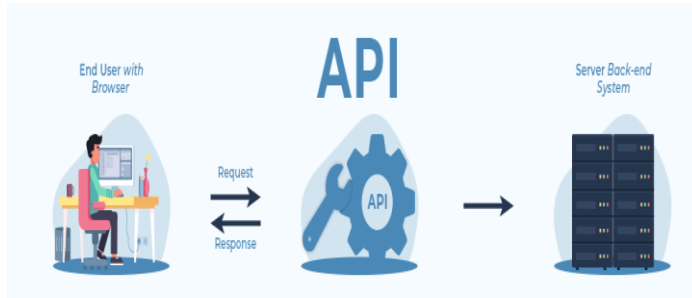 API
End User with
Browser
Server Back-end
System
Request
API
Response